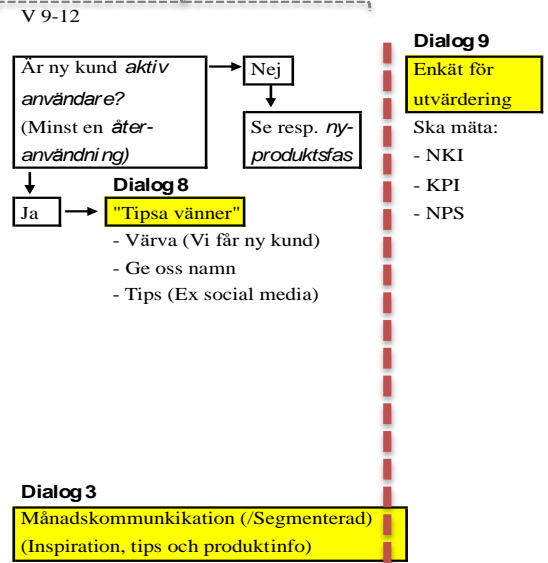 V 9-12
Är ny kund aktiv
användare?
(Minst en åter-
användning)
Nej
Se resp. ny-
produktsfas
Ja
Dialog 8
"Tipsa vänner"
- Värva (Vi får ny kund)
- Ge oss namn
- Tips (Ex social media)
Dialog 9
Enkät för
utvärdering
Ska mäta:
- NKI
- KPI
- NPS
Dialog 3
Månadskommunkikation (/Segmenterad)
(Inspiration, tips och produktinfo)